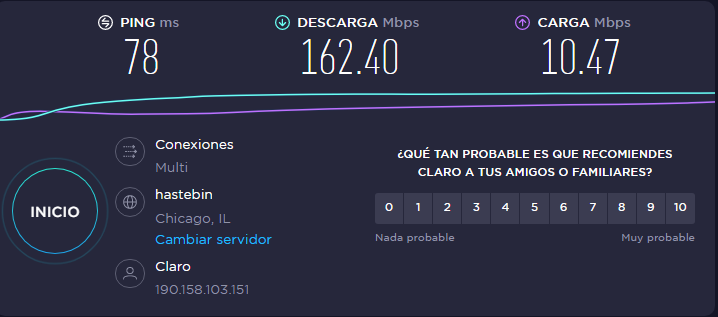 PING ms
78
DESCARGA Mbps
162.40
CARGA Mbps
10.47
INICIO
Conexiones
Multi
hastebin
Chicago, IL
Cambiar servidor
Claro
190.158.103.151
¿QUÉ TAN PROBABLE ES QUE RECOMIENDES
CLARO A TUS AMIGOS O FAMILIARES?
0 1 2 3 4 5 6 7 8 9 10
Nada probable Muy probable